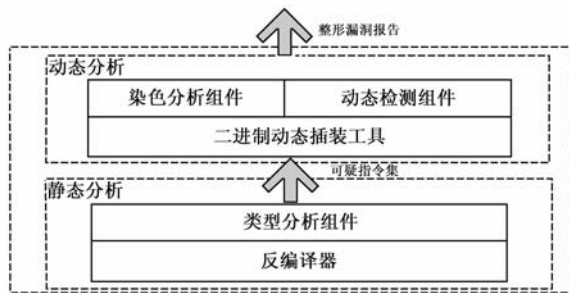 整形漏洞报告
动态分析
染色分析组件 动态检测组件
二进制动态插装工具
可疑指令集
静态分析
类型分析组件
反编译器